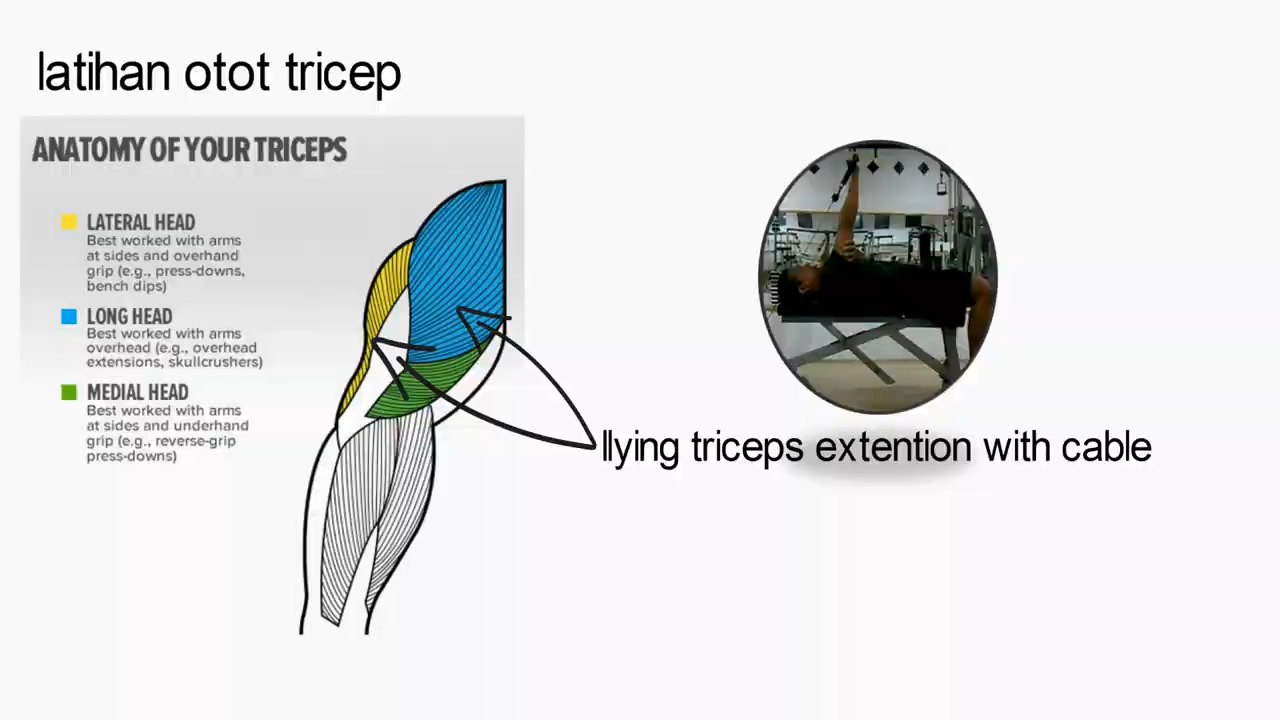 latihan otot tricep
ANATOMY OF YOUR TRICEPS
LATERAL HEAD
Best worked with arms
at sides and overhand
grip (e.g., press-downs,
bench dips)
LONG HEAD
Best worked with arms
overhead (e.g., overhead
extensions, skullcrushers)
MEDIAL HEAD
Best worked with arms
at sides and underhand
grip (e.g., reverse-grip
press-downs)
llying triceps extention with cable